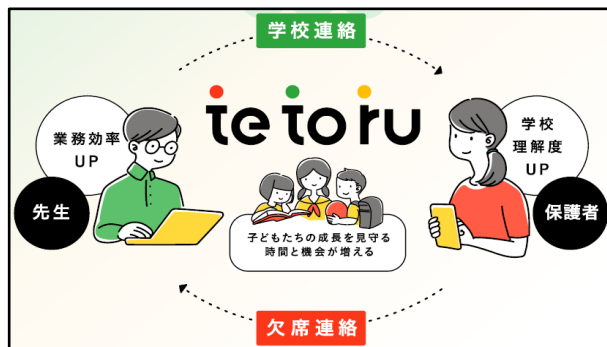 学校連絡
tetoru
業務効率
UP
先生
学校
理解度
UP
保護者
子どもたちの成長を見守る
時間と機会が増える
欠席連絡